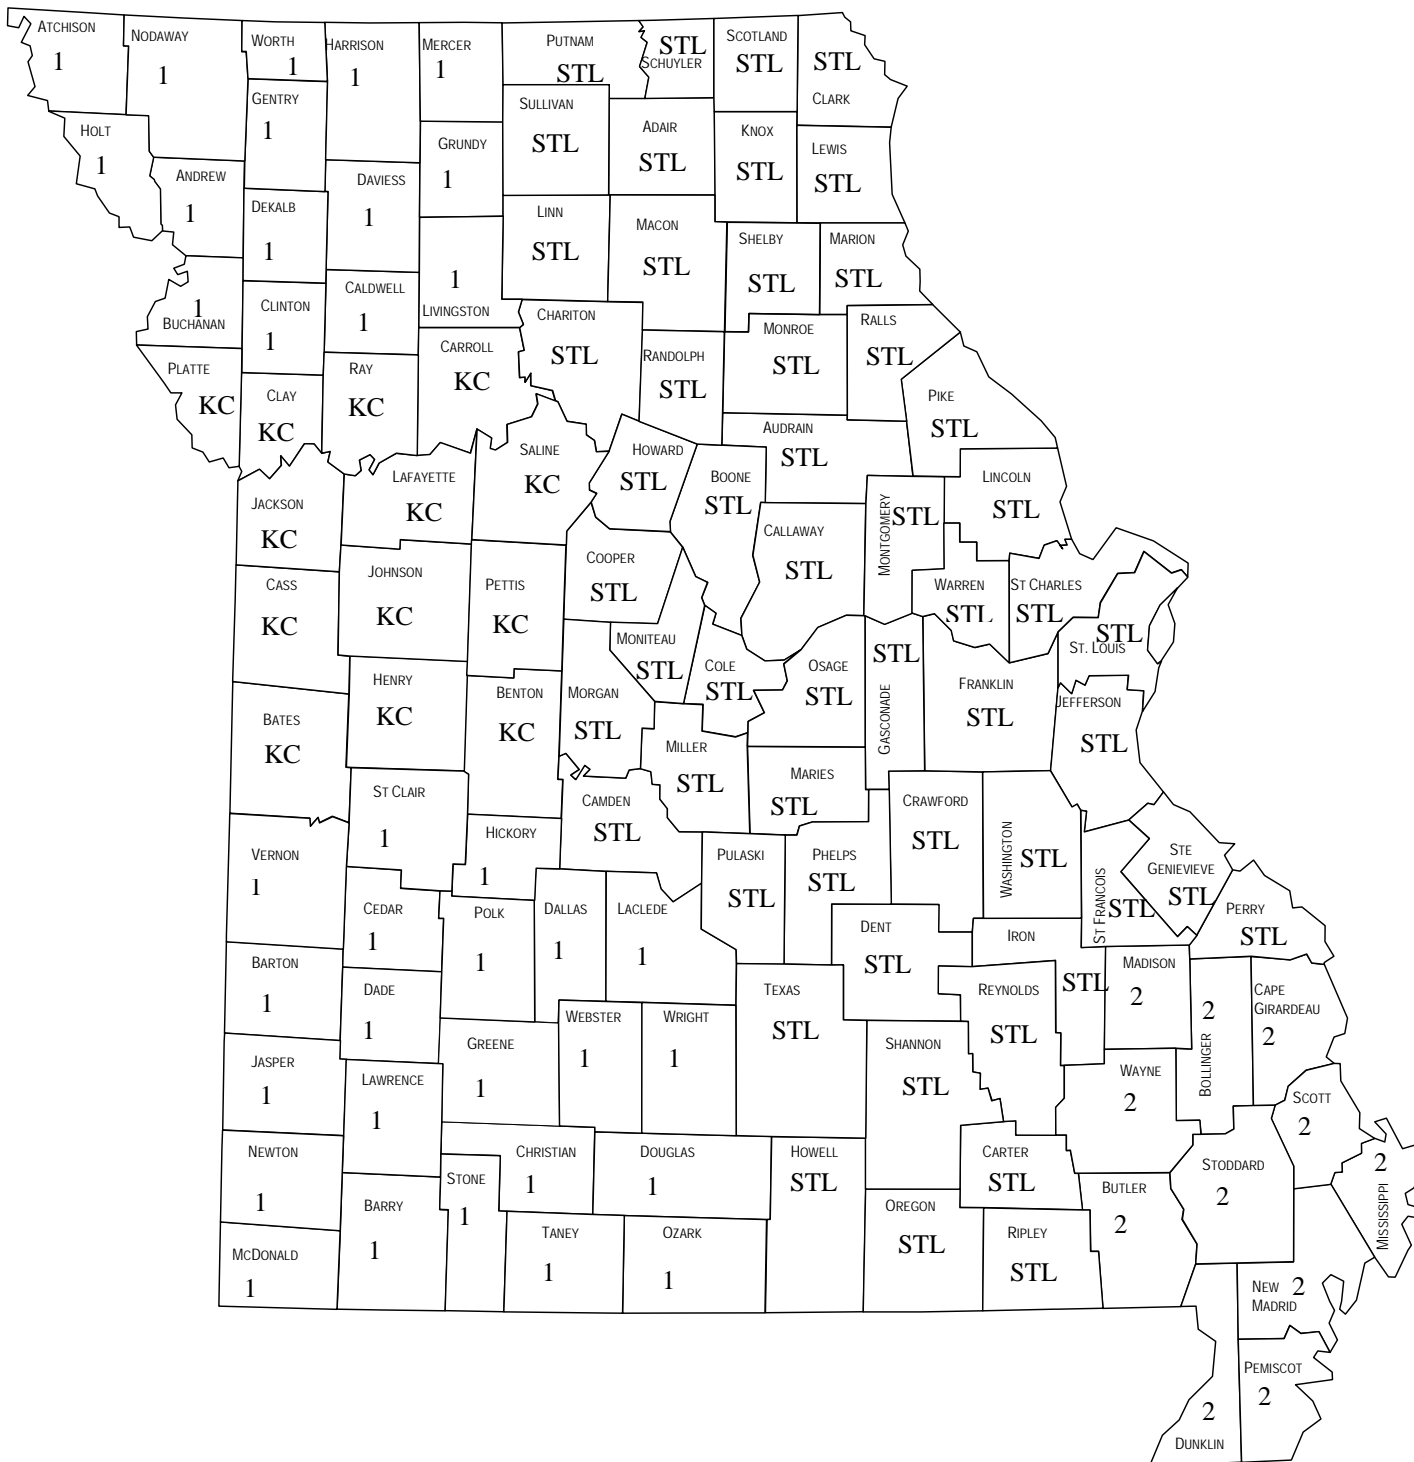 ATCHISON
1
NODAWAY
1
WORTH
1
HARRISON
1
MERCER
1
PUTNAM
STL
STL
SCHUYLER
SCOTLAND
STL
STL
CLARK
HOLT
1
ANDREW
1
GENTRY
1
DEKALB
1
DAVIESS
1
GRUNDY
1
SULLIVAN
STL
ADAIR
STL
KNOX
STL
LEWIS
STL
LINN
STL
MACON
STL
SHELBY
STL
MARION
STL
1
BUCHANAN
CLINTON
1
CALDWELL
1
1
LIVINGSTON
CHARITON
STL
RANDOLPH
STL
MONROE
STL
RALLS
STL
PLATTE
KC
CLAY
KC
RAY
KC
CARROLL
KC
PIKE
STL
AUDRAIN
STL
SALINE
KC
HOWARD
STL
BOONE
STL
JACKSON
KC
LAFAYETTE
KC
CALLAWAY
STL
MONTGOMERY
STL
LINCOLN
STL
CASS
KC
JOHNSON
KC
PETTIS
KC
COOPER
STL
WARREN
STL
ST CHARLES
STL
STL
ST. LOUIS
MONITEAU
STL
COLE
STL
OSAGE
STL
STL
GASCONADE
FRANKLIN
STL
JEFFERSON
STL
BATES
KC
HENRY
KC
BENTON
KC
MORGAN
STL
MILLER
STL
MARIES
STL
ST CLAIR
1
HICKORY
1
CAMDEN
STL
PULASKI
STL
PHELPS
STL
CRAWFORD
STL
WASHINGTON
STL
ST FRANCOIS
STL
STE
GENIEVIEVE
STL
PERRY
STL
VERNON
1
CEDAR
1
POLK
1
DALLAS
1
LACLEDE
1
DENT
STL
IRON
STL
MADISON
2
2
BOLLINGER
CAPE
GIRARDEAU
2
BARTON
1
DADE
1
GREENE
1
WEBSTER
1
WRIGHT
1
TEXAS
STL
SHANNON
STL
REYNOLDS
STL
WAYNE
2
SCOTT
2
JASPER
1
LAWRENCE
1
NEWTON
1
BARRY
1
STONE
1
CHRISTIAN
1
DOUGLAS
1
HOWELL
STL
OREGON
STL
CARTER
STL
BUTLER
2
STODDARD
2
2
MISSISSIPPI
MCDONALD
1
TANEY
1
OZARK
1
RIPLEY
STL
NEW
MADRID
2
PEMISCOT
2
2
DUNKLIN